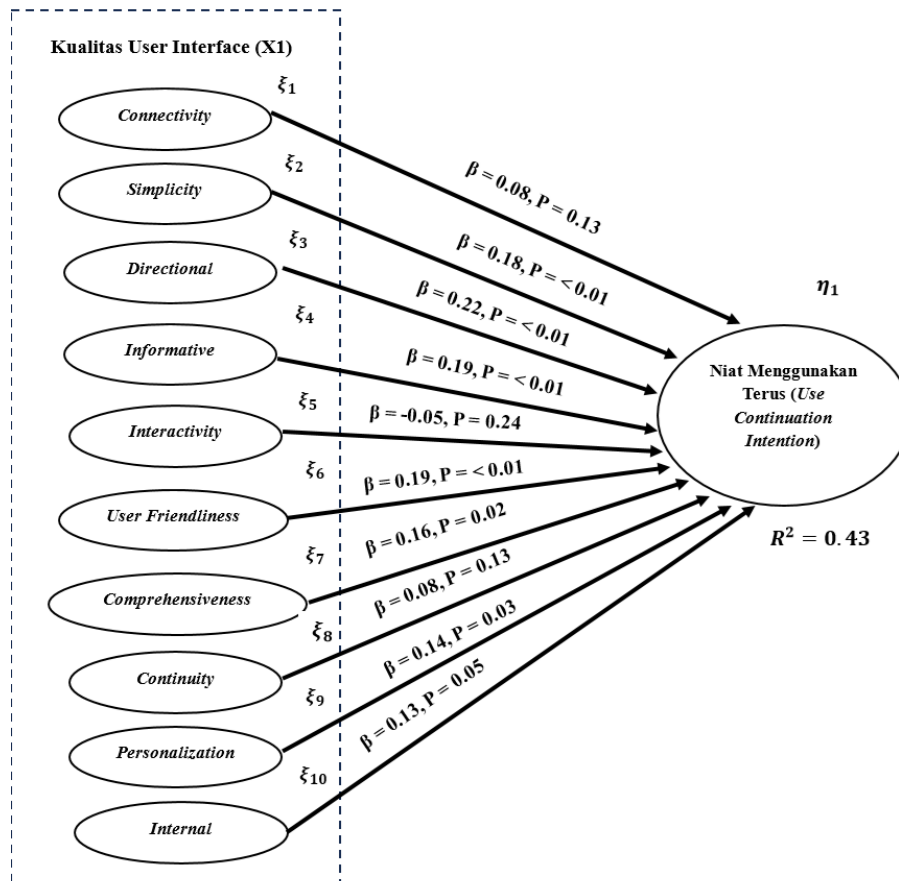 Kualitas User Interface (X1)
ξ1
Connectivity
β = 0.08, P = 0.13
ξ2
Simplicity
β = 0.18, P = < 0.01
ξ3
Directional
β = 0.22, P = < 0.01
η1
ξ4
Informative
β = 0.19, P = < 0.01
Niat Menggunakan
Terus (Use
Continuation
Intention)
ξ5
Interactivity
β = -0.05, P = 0.24
ξ6
User Friendliness
β = 0.19, P = < 0.01
R² = 0.43
ξ7
Comprehensiveness
β = 0.16, P = 0.02
ξ8
Continuity
β = 0.08, P = 0.13
ξ9
Personalization
β = 0.14, P = 0.03
ξ10
Internal
β = 0.13, P = 0.05